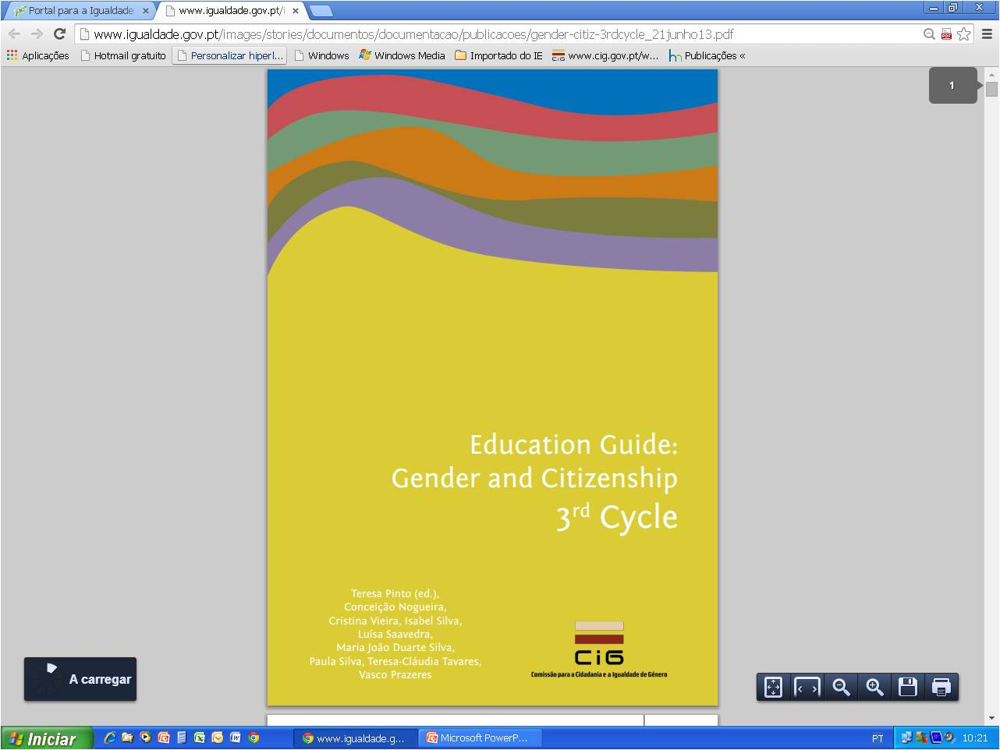 Portal para a Igualdade
www.igualdade.gov.pt/i
www.igualdade.gov.pt/images/stories/documentos/documentacao/publicacoes/gender-citiz-3rdcycle_21junho13.pdf
Aplicações
Hotmail gratuito
Personalizar hiperl...
Windows
Windows Media
Importado do IE
CiG
www.cig.gov.pt/w...
Publicações «
1
Education Guide:
Gender and Citizenship
3rd Cycle
Teresa Pinto (ed.),
Conceição Nogueira,
Cristina Vieira, Isabel Silva,
Luísa Saavedra,
Maria João Duarte Silva,
Paula Silva, Teresa-Cláudia Tavares,
Vasco Prazeres
CiG
Comissão para a Cidadania e a Igualdade de Género
A carregar
Iniciar
www.igualdade.g...
Microsoft PowerP...
PT
10:21